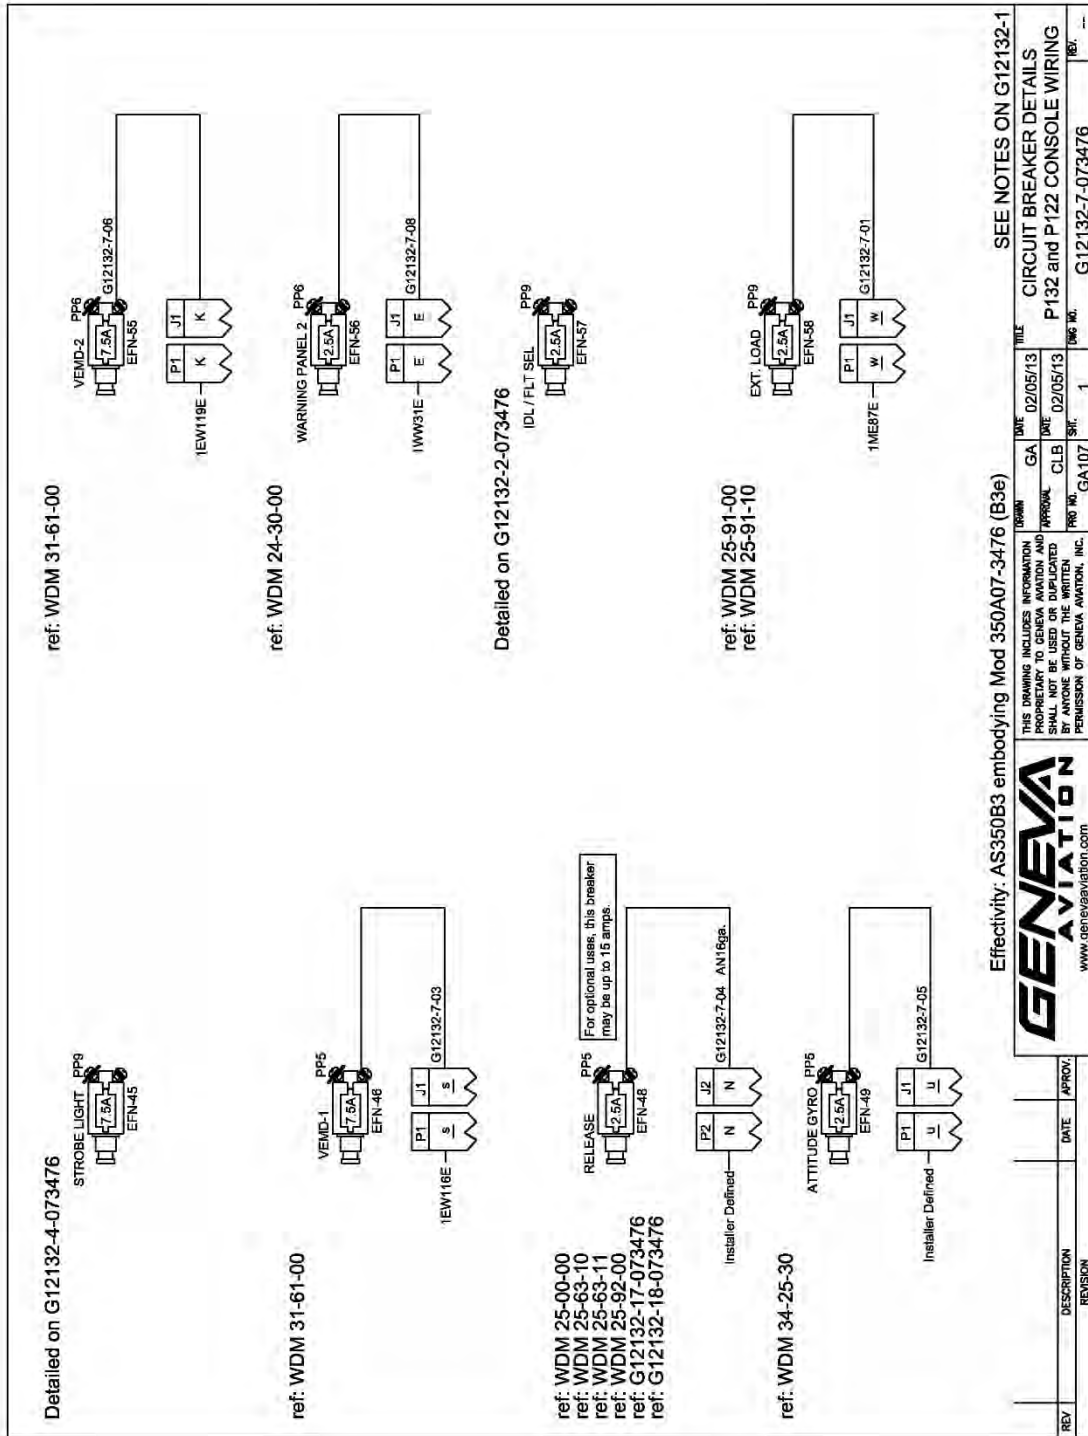 Detailed on G12132-4-073476
STROBE LIGHT
PP9
7.5A
EFN-45
ref: WDM 31-61-00
VEMD-1
PP5
7.5A
EFN-46
P1
J1
s
s
1EW116E
G12132-7-03
ref: WDM 25-00-00
ref: WDM 25-63-10
ref: WDM 25-63-11
ref: WDM 25-92-00
ref: G12132-17-073476
ref: G12132-18-073476
RELEASE
PP5
2.5A
EFN-48
For optional uses, this breaker
may be up to 15 amps.
P2
J2
N
N
Installer Defined
G12132-7-04 AN16ga.
ref: WDM 34-25-30
ATTITUDE GYRO
PP5
2.5A
EFN-49
P1
J1
u
u
Installer Defined
G12132-7-05
ref: WDM 31-61-00
VEMD-2
PP6
7.5A
EFN-55
G12132-7-06
P1
J1
K
K
1EW119E
ref: WDM 24-30-00
WARNING PANEL 2
PP6
2.5A
EFN-56
G12132-7-08
P1
J1
E
E
1WW31E
Detailed on G12132-2-073476
IDL / FLT SEL
PP9
2.5A
EFN-57
ref: WDM 25-91-00
ref: WDM 25-91-10
EXT. LOAD
PP9
2.5A
EFN-58
G12132-7-01
P1
J1
w
w
1ME87E
Effectivity: AS350B3 embodying Mod 350A07-3476 (B3e)
SEE NOTES ON G12132-1
REV
DESCRIPTION
DATE
APROV.
REVISION
GENEVA
AVIATION
www.genevaaviation.com
THIS DRAWING INCLUDES INFORMATION
PROPRIETARY TO GENEVA AVIATION AND
SHALL NOT BE USED OR DUPLICATED
BY ANYONE WITHOUT THE WRITTEN
PERMISSION OF GENEVA AVIATION, INC.
DRAWN
GA
DATE
02/05/13
APPROVAL
CLB
DATE
02/05/13
PRO NO.
GA107
SHT.
1
TITLE
CIRCUIT BREAKER DETAILS
P132 and P122 CONSOLE WIRING
DWG NO.
G12132-7-073476
REV.
--